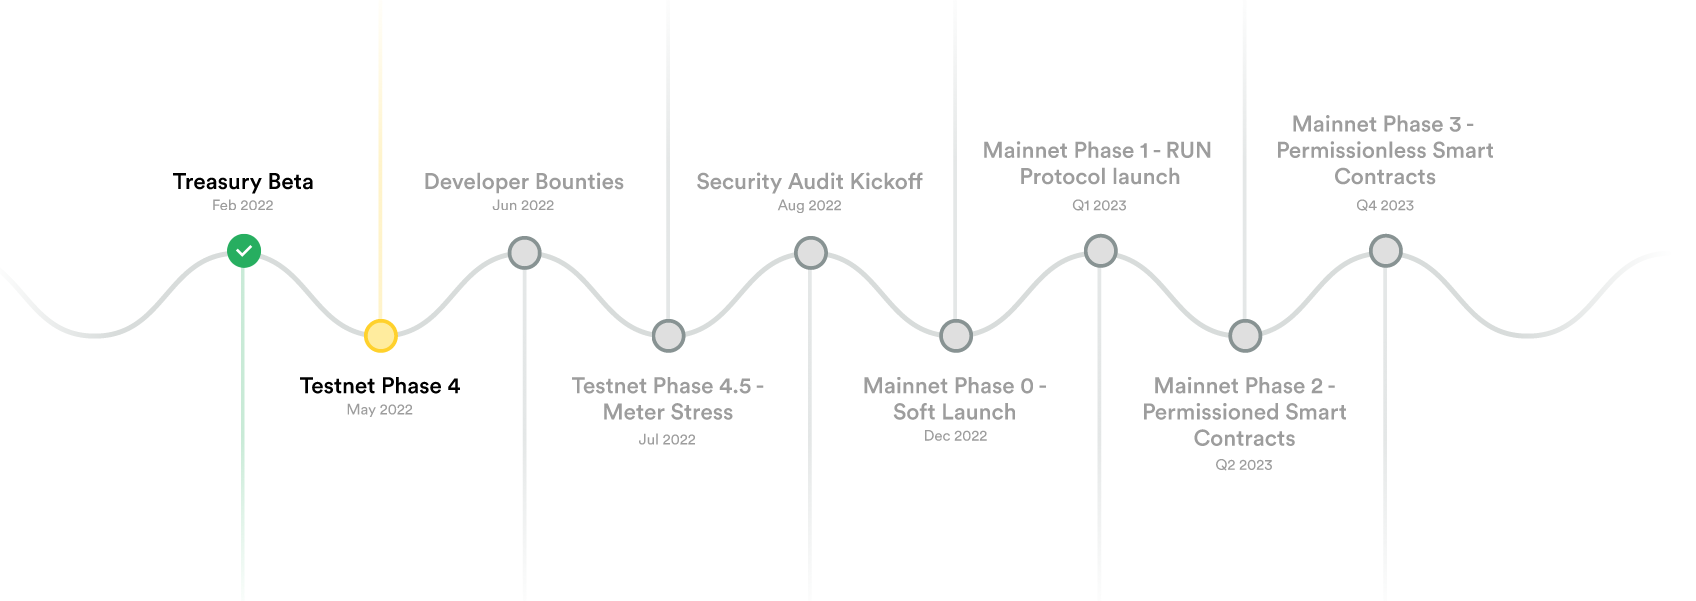 Treasury Beta
Feb 2022
Testnet Phase 4
May 2022
Developer Bounties
Jun 2022
Testnet Phase 4.5 -
Meter Stress
Jul 2022
Security Audit Kickoff
Aug 2022
Mainnet Phase 0 -
Soft Launch
Dec 2022
Mainnet Phase 1 - RUN
Protocol launch
Q1 2023
Mainnet Phase 2 -
Permissioned Smart
Contracts
Q2 2023
Mainnet Phase 3 -
Permissionless Smart
Contracts
Q4 2023